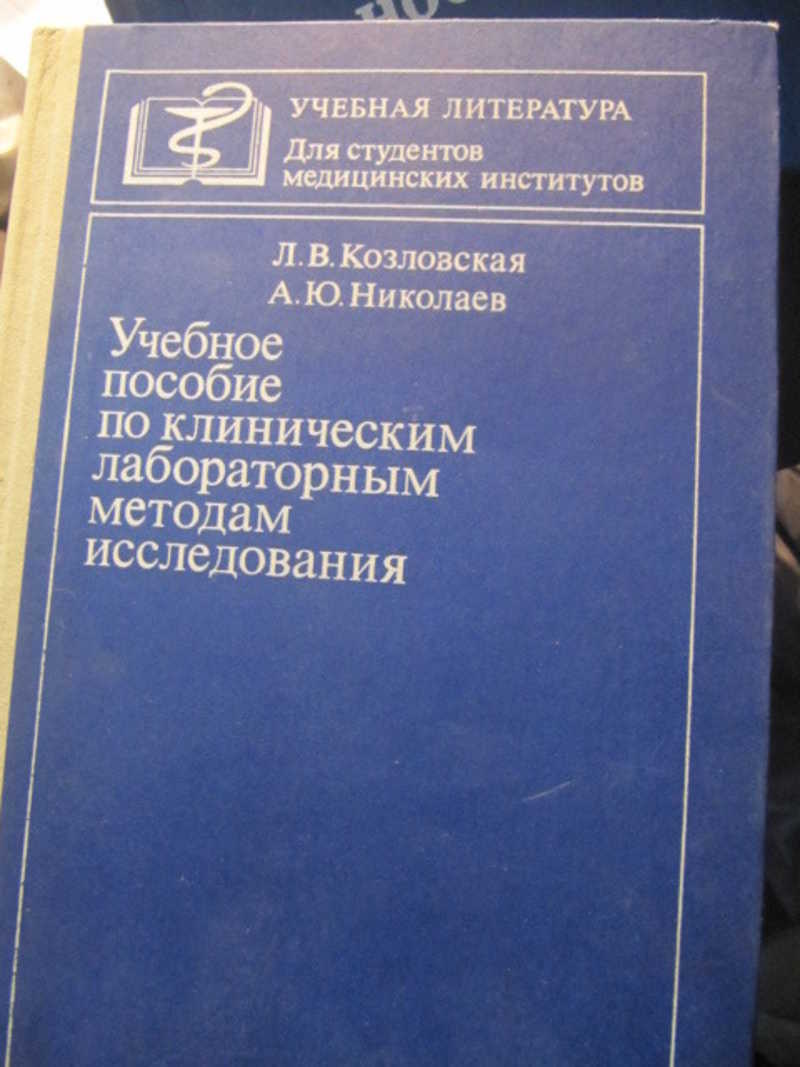 УЧЕБНАЯ ЛИТЕРАТУРА
Для студентов
медицинских институтов
Л. В. Козловская
А. Ю. Николаев
Учебное
пособие
по клиническим
лабораторным
методам
исследования